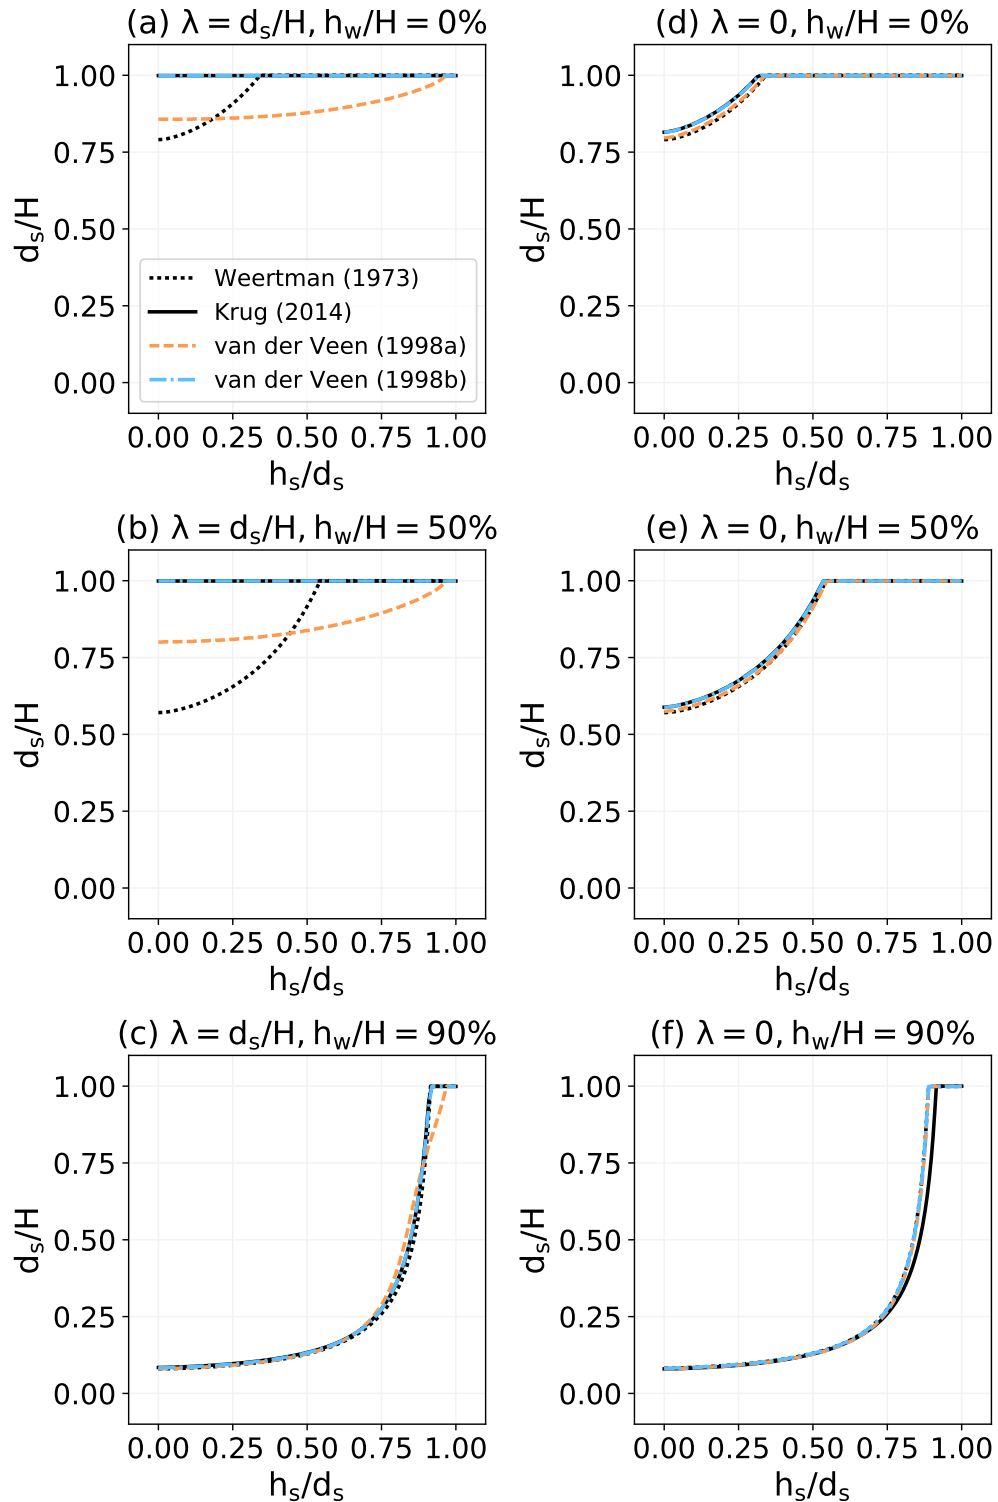 (a) λ = dₛ/H, h_w/H = 0%
1.00
0.75
0.50
0.25
0.00
dₛ/H
Weertman (1973)
Krug (2014)
van der Veen (1998a)
van der Veen (1998b)
0.00 0.25 0.50 0.75 1.00
hₛ/dₛ
(d) λ = 0, h_w/H = 0%
1.00
0.75
0.50
0.25
0.00
dₛ/H
0.00 0.25 0.50 0.75 1.00
hₛ/dₛ
(b) λ = dₛ/H, h_w/H = 50%
1.00
0.75
0.50
0.25
0.00
dₛ/H
0.00 0.25 0.50 0.75 1.00
hₛ/dₛ
(e) λ = 0, h_w/H = 50%
1.00
0.75
0.50
0.25
0.00
dₛ/H
0.00 0.25 0.50 0.75 1.00
hₛ/dₛ
(c) λ = dₛ/H, h_w/H = 90%
1.00
0.75
0.50
0.25
0.00
dₛ/H
0.00 0.25 0.50 0.75 1.00
hₛ/dₛ
(f) λ = 0, h_w/H = 90%
1.00
0.75
0.50
0.25
0.00
dₛ/H
0.00 0.25 0.50 0.75 1.00
hₛ/dₛ